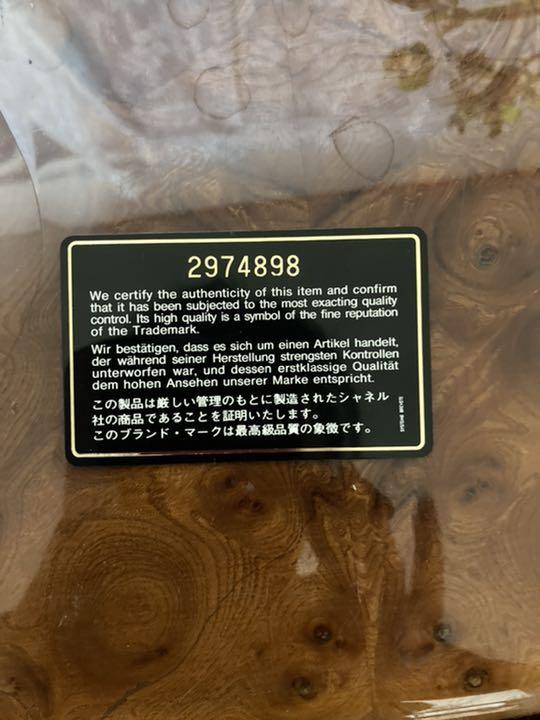 2974898
We certify the authenticity of this item and confirm
that it has been subjected to the most exacting quality
control. Its high quality is a symbol of the fine reputation
of the Trademark.
Wir bestätigen, dass es sich um einen Artikel handelt,
der während seiner Herstellung strengsten Kontrollen
unterworfen war, und dessen erstklassige Qualität
dem hohen Ansehen unserer Marke entspricht.
この製品は厳しい管理のもとに製造されたシャネル
社の商品であることを証明いたします。
このブランド・マークは最高級品質の象徴です。